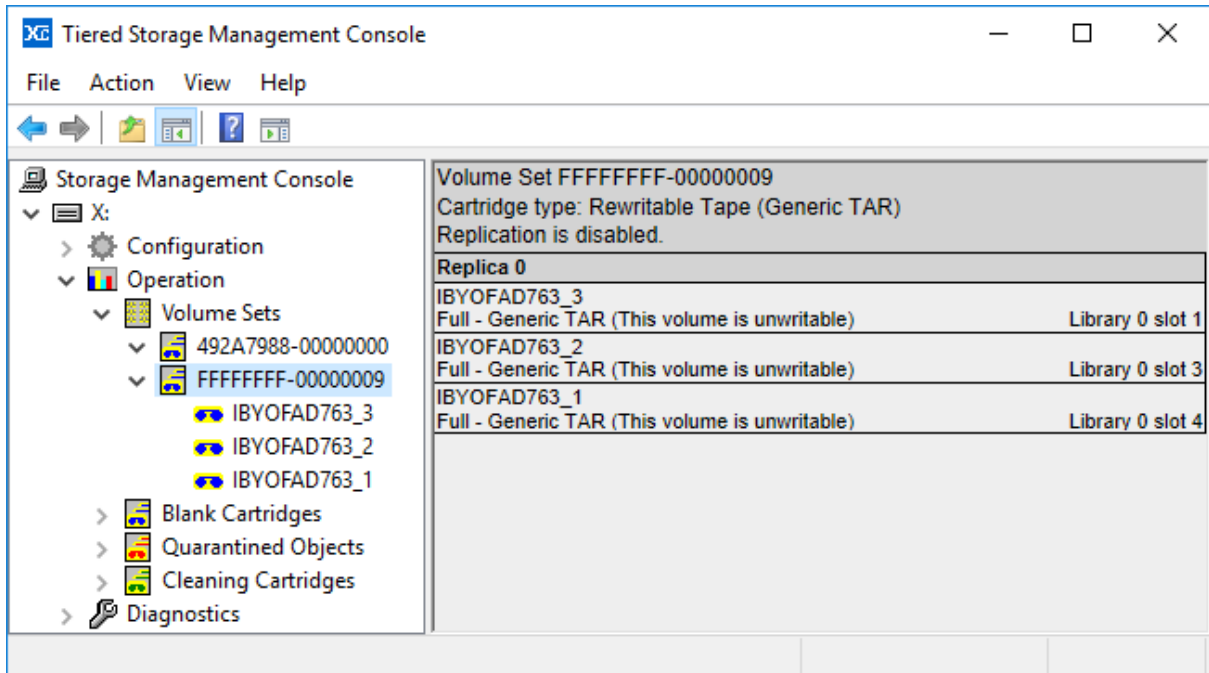 Tiered Storage Management Console
File Action View Help
Storage Management Console
X:
Configuration
Operation
Volume Sets
492A7988-00000000
FFFFFFFF-00000009
IBYOFAD763_3
IBYOFAD763_2
IBYOFAD763_1
Blank Cartridges
Quarantined Objects
Cleaning Cartridges
Diagnostics
Volume Set FFFFFFFF-00000009
Cartridge type: Rewritable Tape (Generic TAR)
Replication is disabled.
Replica 0
IBYOFAD763_3
Full - Generic TAR (This volume is unwritable) Library 0 slot 1
IBYOFAD763_2
Full - Generic TAR (This volume is unwritable) Library 0 slot 3
IBYOFAD763_1
Full - Generic TAR (This volume is unwritable) Library 0 slot 4